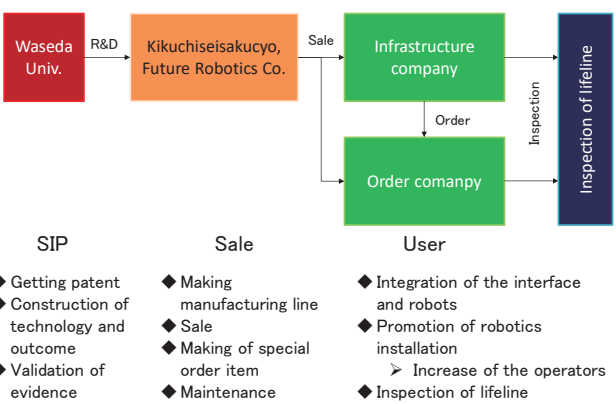 Waseda
Univ.
R&D
Kikuchiseisakucyo,
Future Robotics Co.
Sale
Infrastructure
company
Order
Order comanpy
Inspection
Inspection of lifeline
SIP
◆ Getting patent
◆ Construction of
technology and
outcome
◆ Validation of
evidence
Sale
◆ Making
manufacturing line
◆ Sale
◆ Making of special
order item
◆ Maintenance
User
◆ Integration of the interface
and robots
◆ Promotion of robotics
installation
➢ Increase of the operators
◆ Inspection of lifeline